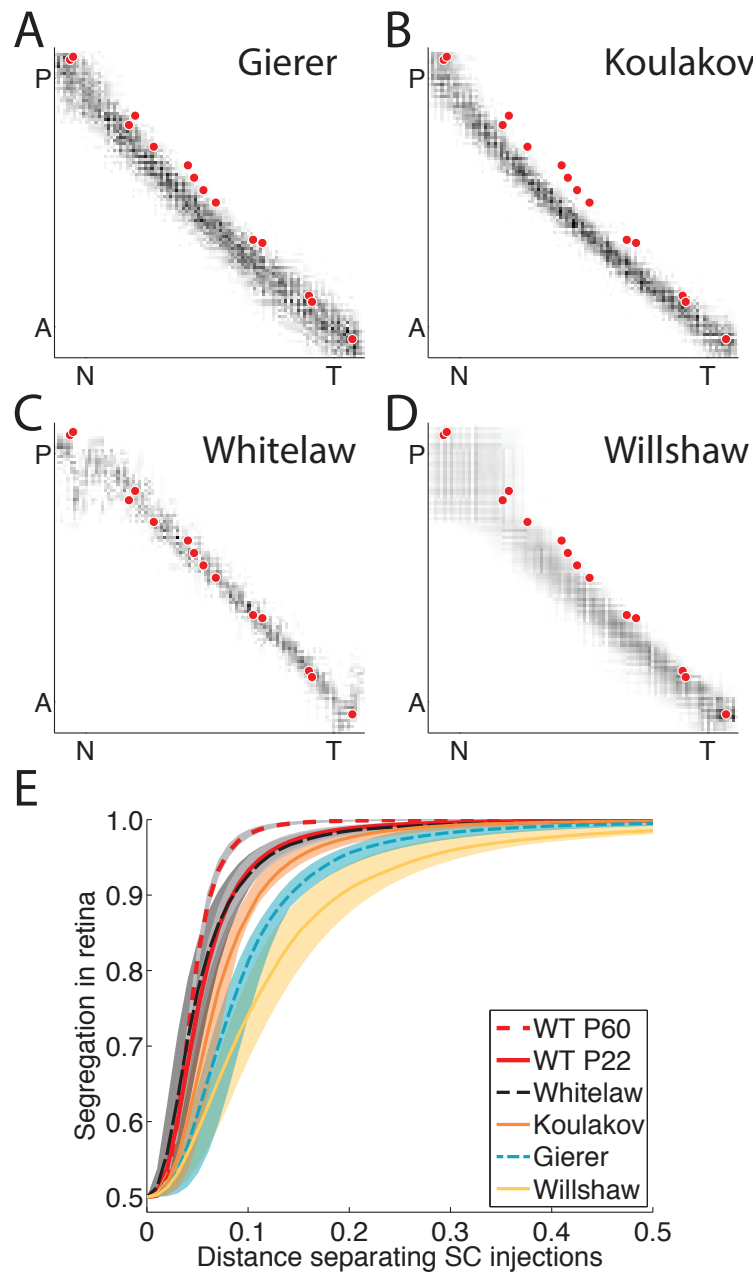 A
Gierer
P
A
N
T
B
Koulakov
P
A
N
T
C
Whitelaw
P
A
N
T
D
Willshaw
P
A
N
T
E
1.0
0.9
0.8
0.7
0.6
0.5
Segregation in retina
0
0.1
0.2
0.3
0.4
0.5
Distance separating SC injections
WT P60
WT P22
Whitelaw
Koulakov
Gierer
Willshaw